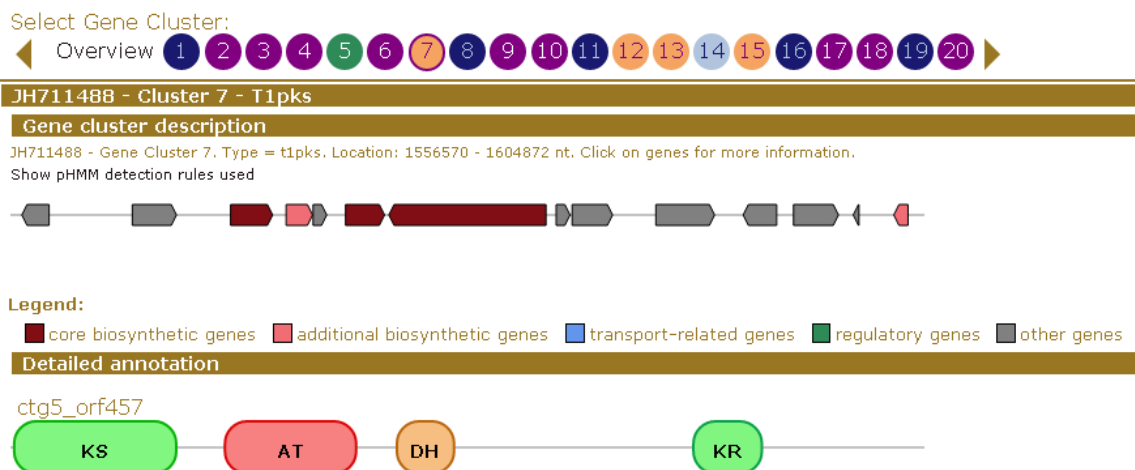 Select Gene Cluster:
Overview 1 2 3 4 5 6 7 8 9 10 11 12 13 14 15 16 17 18 19 20
JH711488 - Cluster 7 - T1pks
Gene cluster description
JH711488 - Gene Cluster 7. Type = t1pks. Location: 1556570 - 1604872 nt. Click on genes for more information.
Show pHMM detection rules used
Legend:
core biosynthetic genes additional biosynthetic genes transport-related genes regulatory genes other genes
Detailed annotation
ctg5_orf457
KS AT DH KR